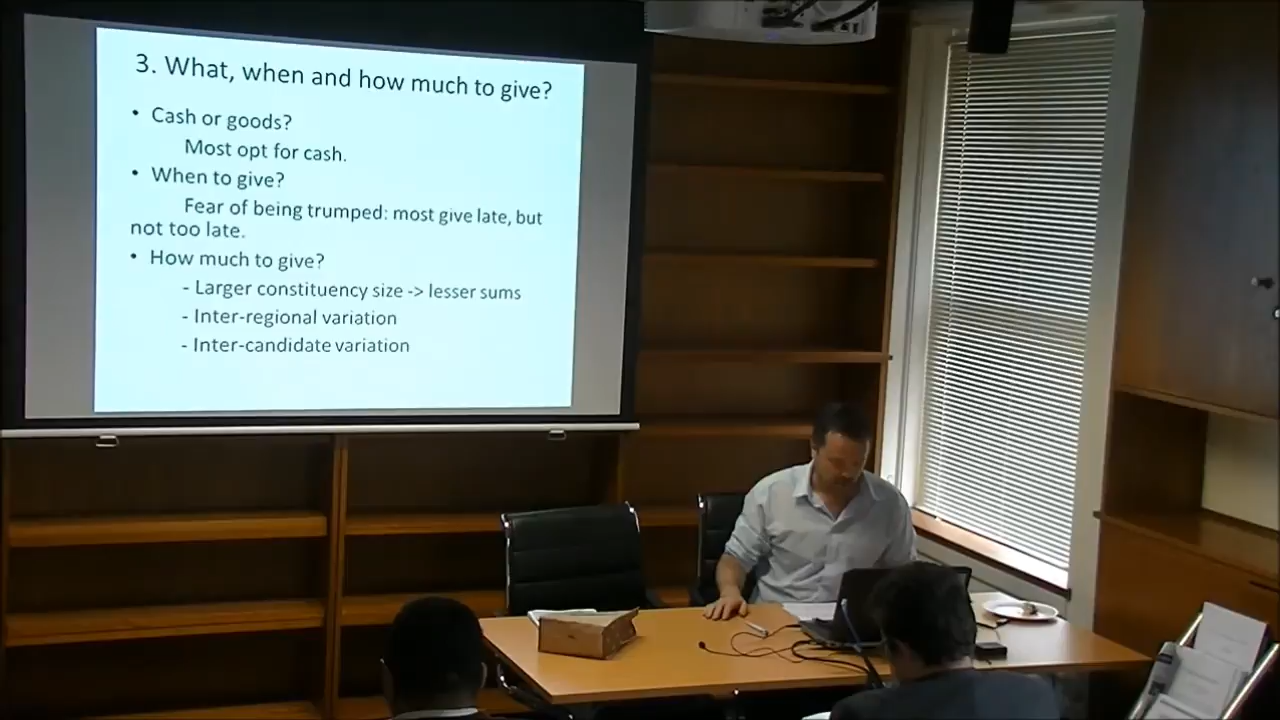 3. What, when and how much to give?
• Cash or goods?
Most opt for cash.
• When to give?
Fear of being trumped: most give late, but
not too late.
• How much to give?
- Larger constituency size -> lesser sums
- Inter-regional variation
- Inter-candidate variation